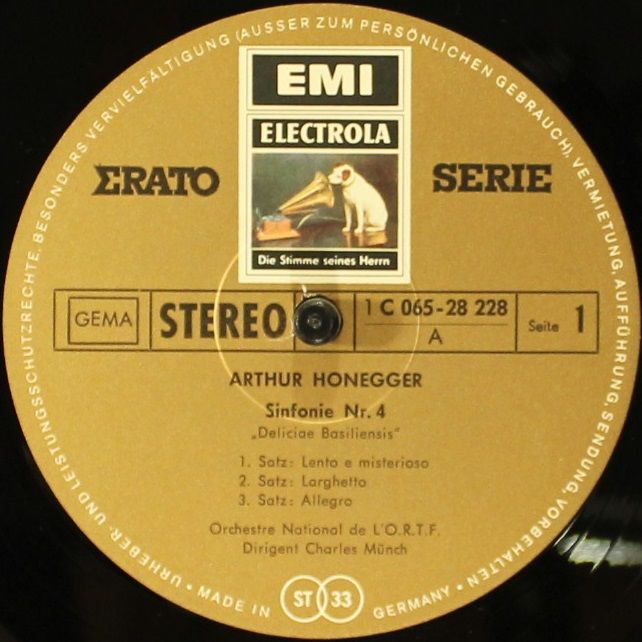 URHEBER- UND LEISTUNGSSCHUTZRECHTE, BESONDERS VERVIELFÄLTIGUNG (AUSSER ZUM PERSÖNLICHEN GEBRAUCH), VERMIETUNG, AUFFÜHRUNG, SENDUNG, VORBEHALTEN •
EMI
ELECTROLA
Die Stimme seines Herrn
ΣRATO SERIE
GEMA STEREO 1 C 065-28 228
A
Seite 1
ARTHUR HONEGGER
Sinfonie Nr. 4
„Deliciae Basiliensis"
1. Satz: Lento e misterioso
2. Satz: Larghetto
3. Satz: Allegro
Orchestre National de L'O.R.T.F.
Dirigent Charles Münch
• MADE IN ST 33 GERMANY •